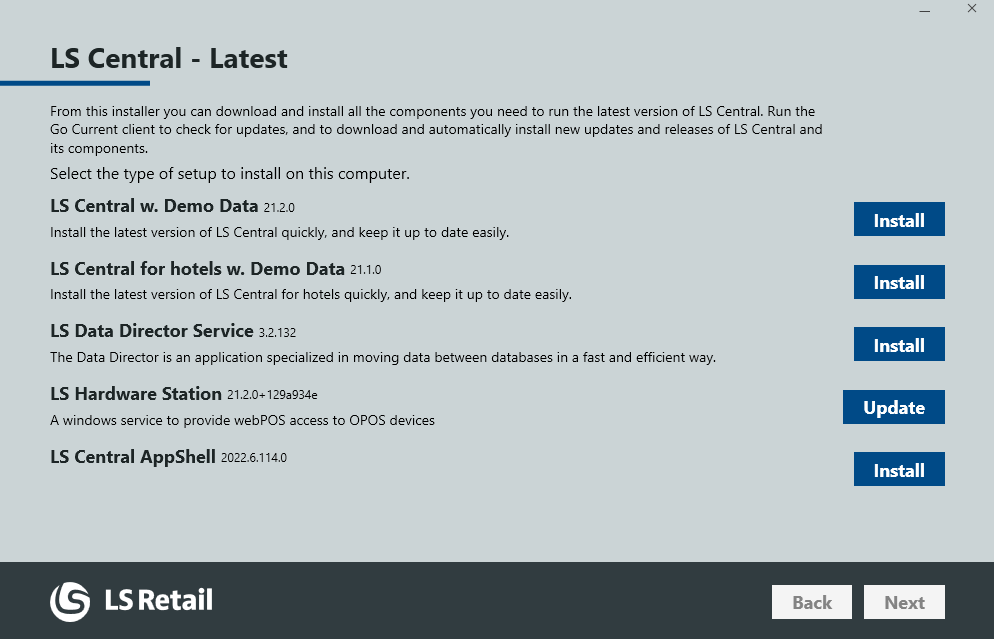 LS Central - Latest
From this installer you can download and install all the components you need to run the latest version of LS Central. Run the
Go Current client to check for updates, and to download and automatically install new updates and releases of LS Central and
its components.
Select the type of setup to install on this computer.
LS Central w. Demo Data 21.2.0
Install the latest version of LS Central quickly, and keep it up to date easily.
Install
LS Central for hotels w. Demo Data 21.1.0
Install the latest version of LS Central for hotels quickly, and keep it up to date easily.
Install
LS Data Director Service 3.2.132
The Data Director is an application specialized in moving data between databases in a fast and efficient way.
Install
LS Hardware Station 21.2.0+129a934e
A windows service to provide webPOS access to OPOS devices
Update
LS Central AppShell 2022.6.114.0
Install
LS Retail
Back
Next